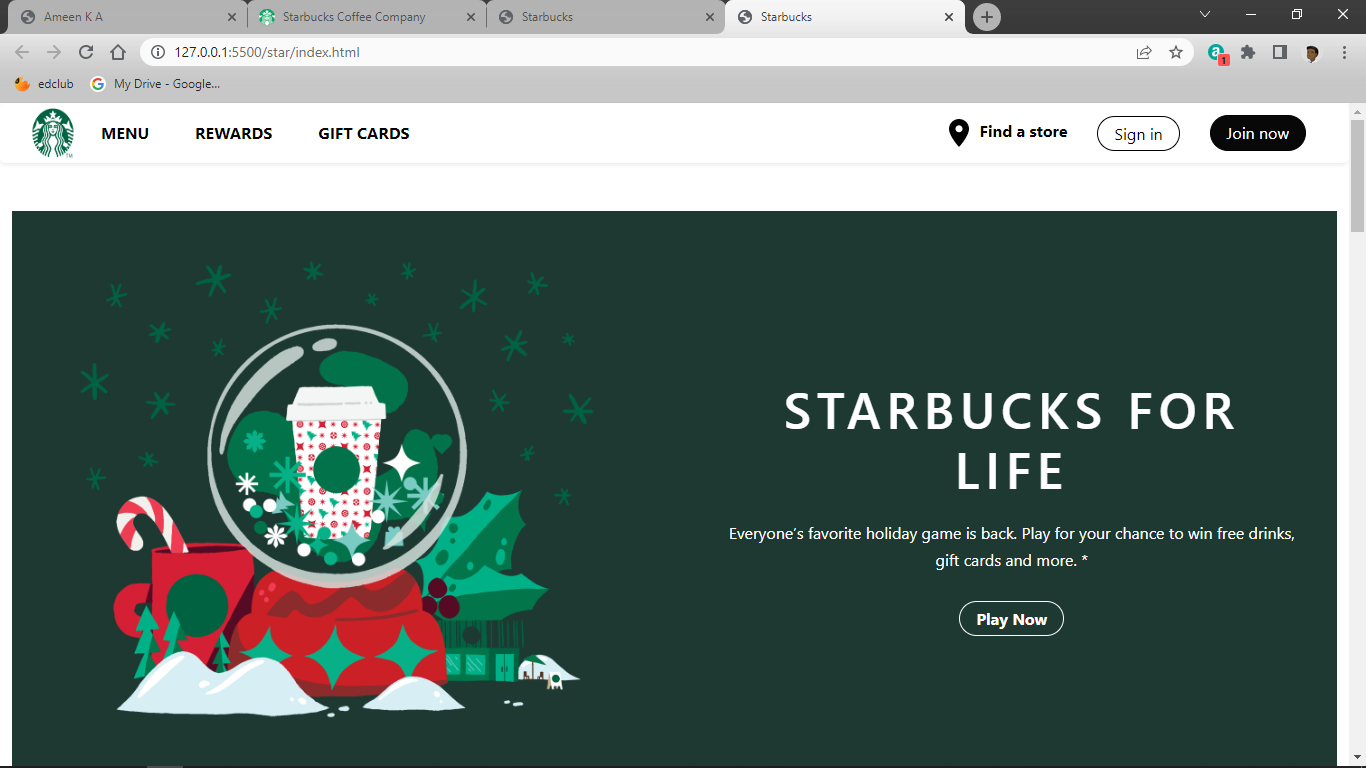 Ameen K A
Starbucks Coffee Company
Starbucks
Starbucks
127.0.0.1:5500/star/index.html
1
edclub
My Drive - Google...
MENU
REWARDS
GIFT CARDS
Find a store
Sign in
Join now
TM
STARBUCKS FOR
LIFE
Everyone’s favorite holiday game is back. Play for your chance to win free drinks,
gift cards and more. *
Play Now